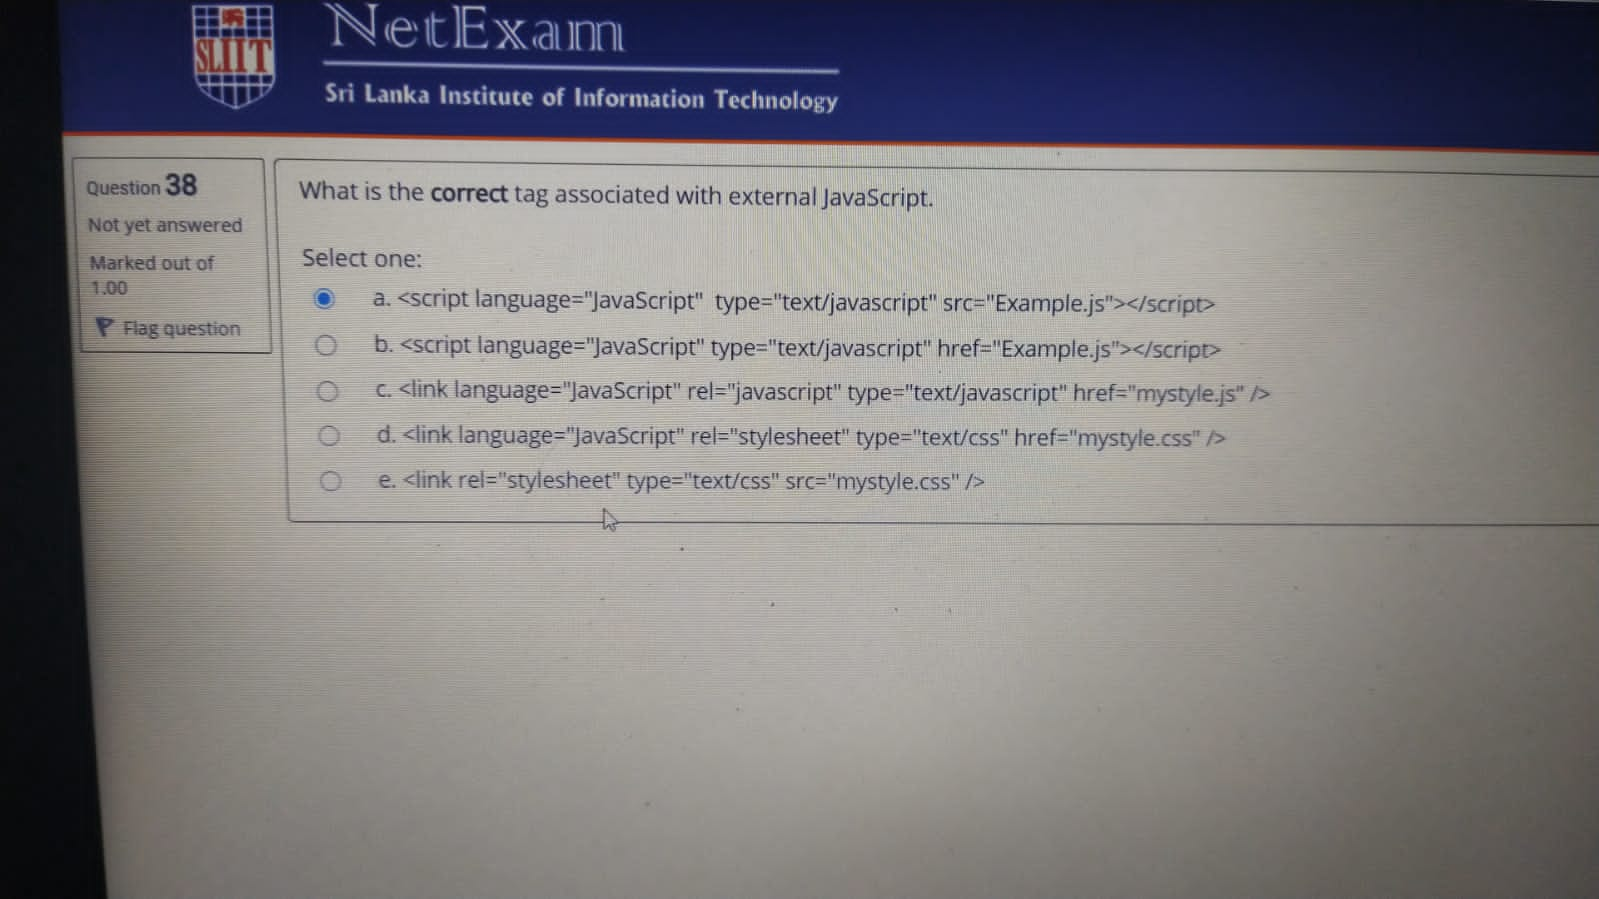 SLIIT
NetExam
Sri Lanka Institute of Information Technology
Question 38
Not yet answered
Marked out of
1.00
Flag question
What is the correct tag associated with external JavaScript.
Select one:
a. <script language="JavaScript"  type="text/javascript" src="Example.js"></script>
b. <script language="JavaScript" type="text/javascript" href="Example.js"></script>
c. <link language="JavaScript" rel="javascript" type="text/javascript" href="mystyle.js" />
d. <link language="JavaScript" rel="stylesheet" type="text/css" href="mystyle.css" />
e. <link rel="stylesheet" type="text/css" src="mystyle.css" />